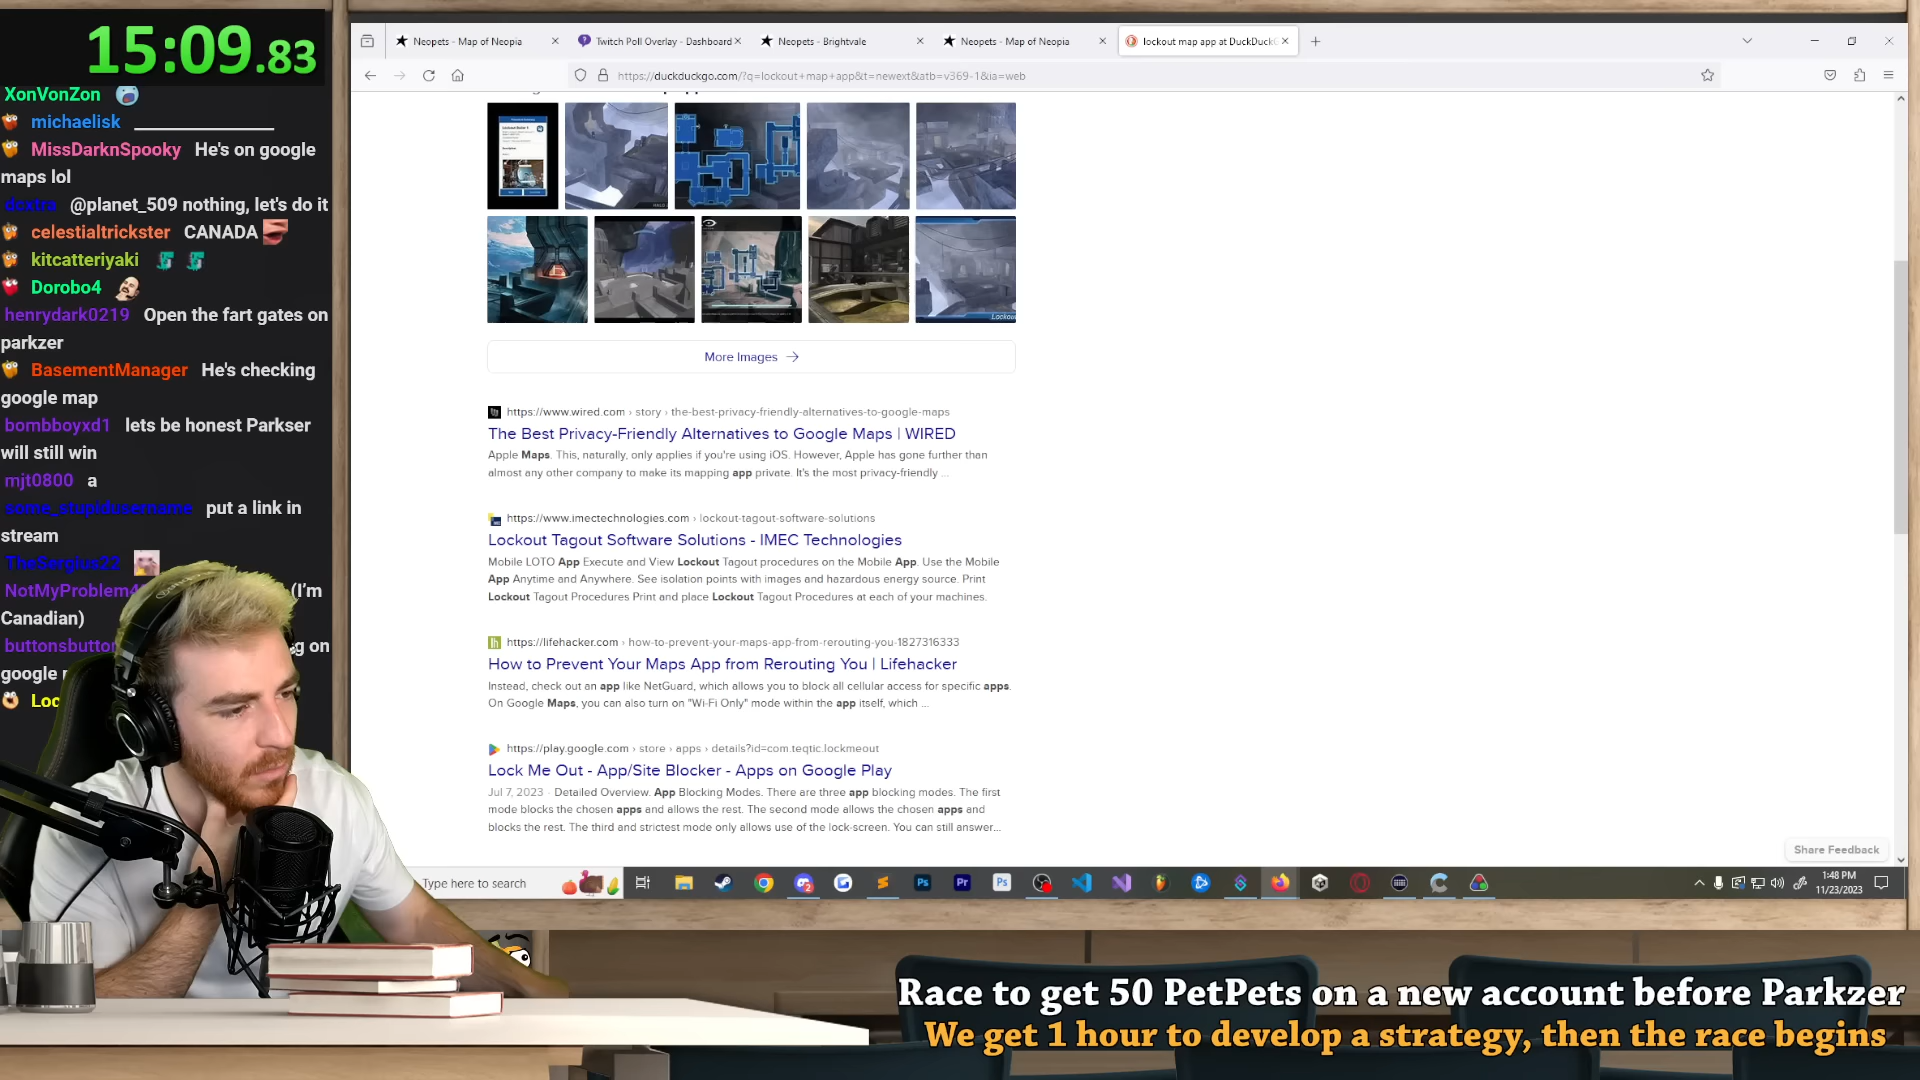 15:09.83
XonVonZon
michaelisk ________________
MissDarknSpooky He's on google
maps lol
dextra @planet_509 nothing, let's do it
celestialtrickster CANADA
kitcatteriyaki
Dorobo4
henrydark0219 Open the fart gates on
parkzer
BasementManager He's checking
google map
bombboyxd1 lets be honest Parkser
will still win
mjt0800 a
some_stupidusername put a link in
stream
TheSergius22
NotMyProblem4 (I'm
Canadian)
buttonsbutto g on
google
Loc
Neopets - Map of Neopia
Twitch Poll Overlay - Dashboard
Neopets - Brightvale
Neopets - Map of Neopia
lockout map app at DuckDuck
https://duckduckgo.com/?q=lockout+map+app&t=newext&atb=v369-1&ia=web
More Images →
https://www.wired.com › story › the-best-privacy-friendly-alternatives-to-google-maps
The Best Privacy-Friendly Alternatives to Google Maps | WIRED
Apple Maps. This, naturally, only applies if you're using iOS. However, Apple has gone further than
almost any other company to make its mapping app private. It's the most privacy-friendly ...
https://www.imectechnologies.com › lockout-tagout-software-solutions
Lockout Tagout Software Solutions - IMEC Technologies
Mobile LOTO App Execute and View Lockout Tagout procedures on the Mobile App. Use the Mobile
App Anytime and Anywhere. See isolation points with images and hazardous energy source. Print
Lockout Tagout Procedures Print and place Lockout Tagout Procedures at each of your machines.
https://lifehacker.com › how-to-prevent-your-maps-app-from-rerouting-you-1827316333
How to Prevent Your Maps App from Rerouting You | Lifehacker
Instead, check out an app like NetGuard, which allows you to block all cellular access for specific apps.
On Google Maps, you can also turn on "Wi-Fi Only" mode within the app itself, which ...
https://play.google.com › store › apps › details?id=com.teqtic.lockmeout
Lock Me Out - App/Site Blocker - Apps on Google Play
Jul 7, 2023 · Detailed Overview. App Blocking Modes. There are three app blocking modes. The first
mode blocks the chosen apps and allows the rest. The second mode allows the chosen apps and
blocks the rest. The third and strictest mode only allows use of the lock-screen. You can still answer...
Share Feedback
Type here to search
Ps
Pr
Ps
1:48 PM
11/23/2023
Race to get 50 PetPets on a new account before Parkzer
We get 1 hour to develop a strategy, then the race begins